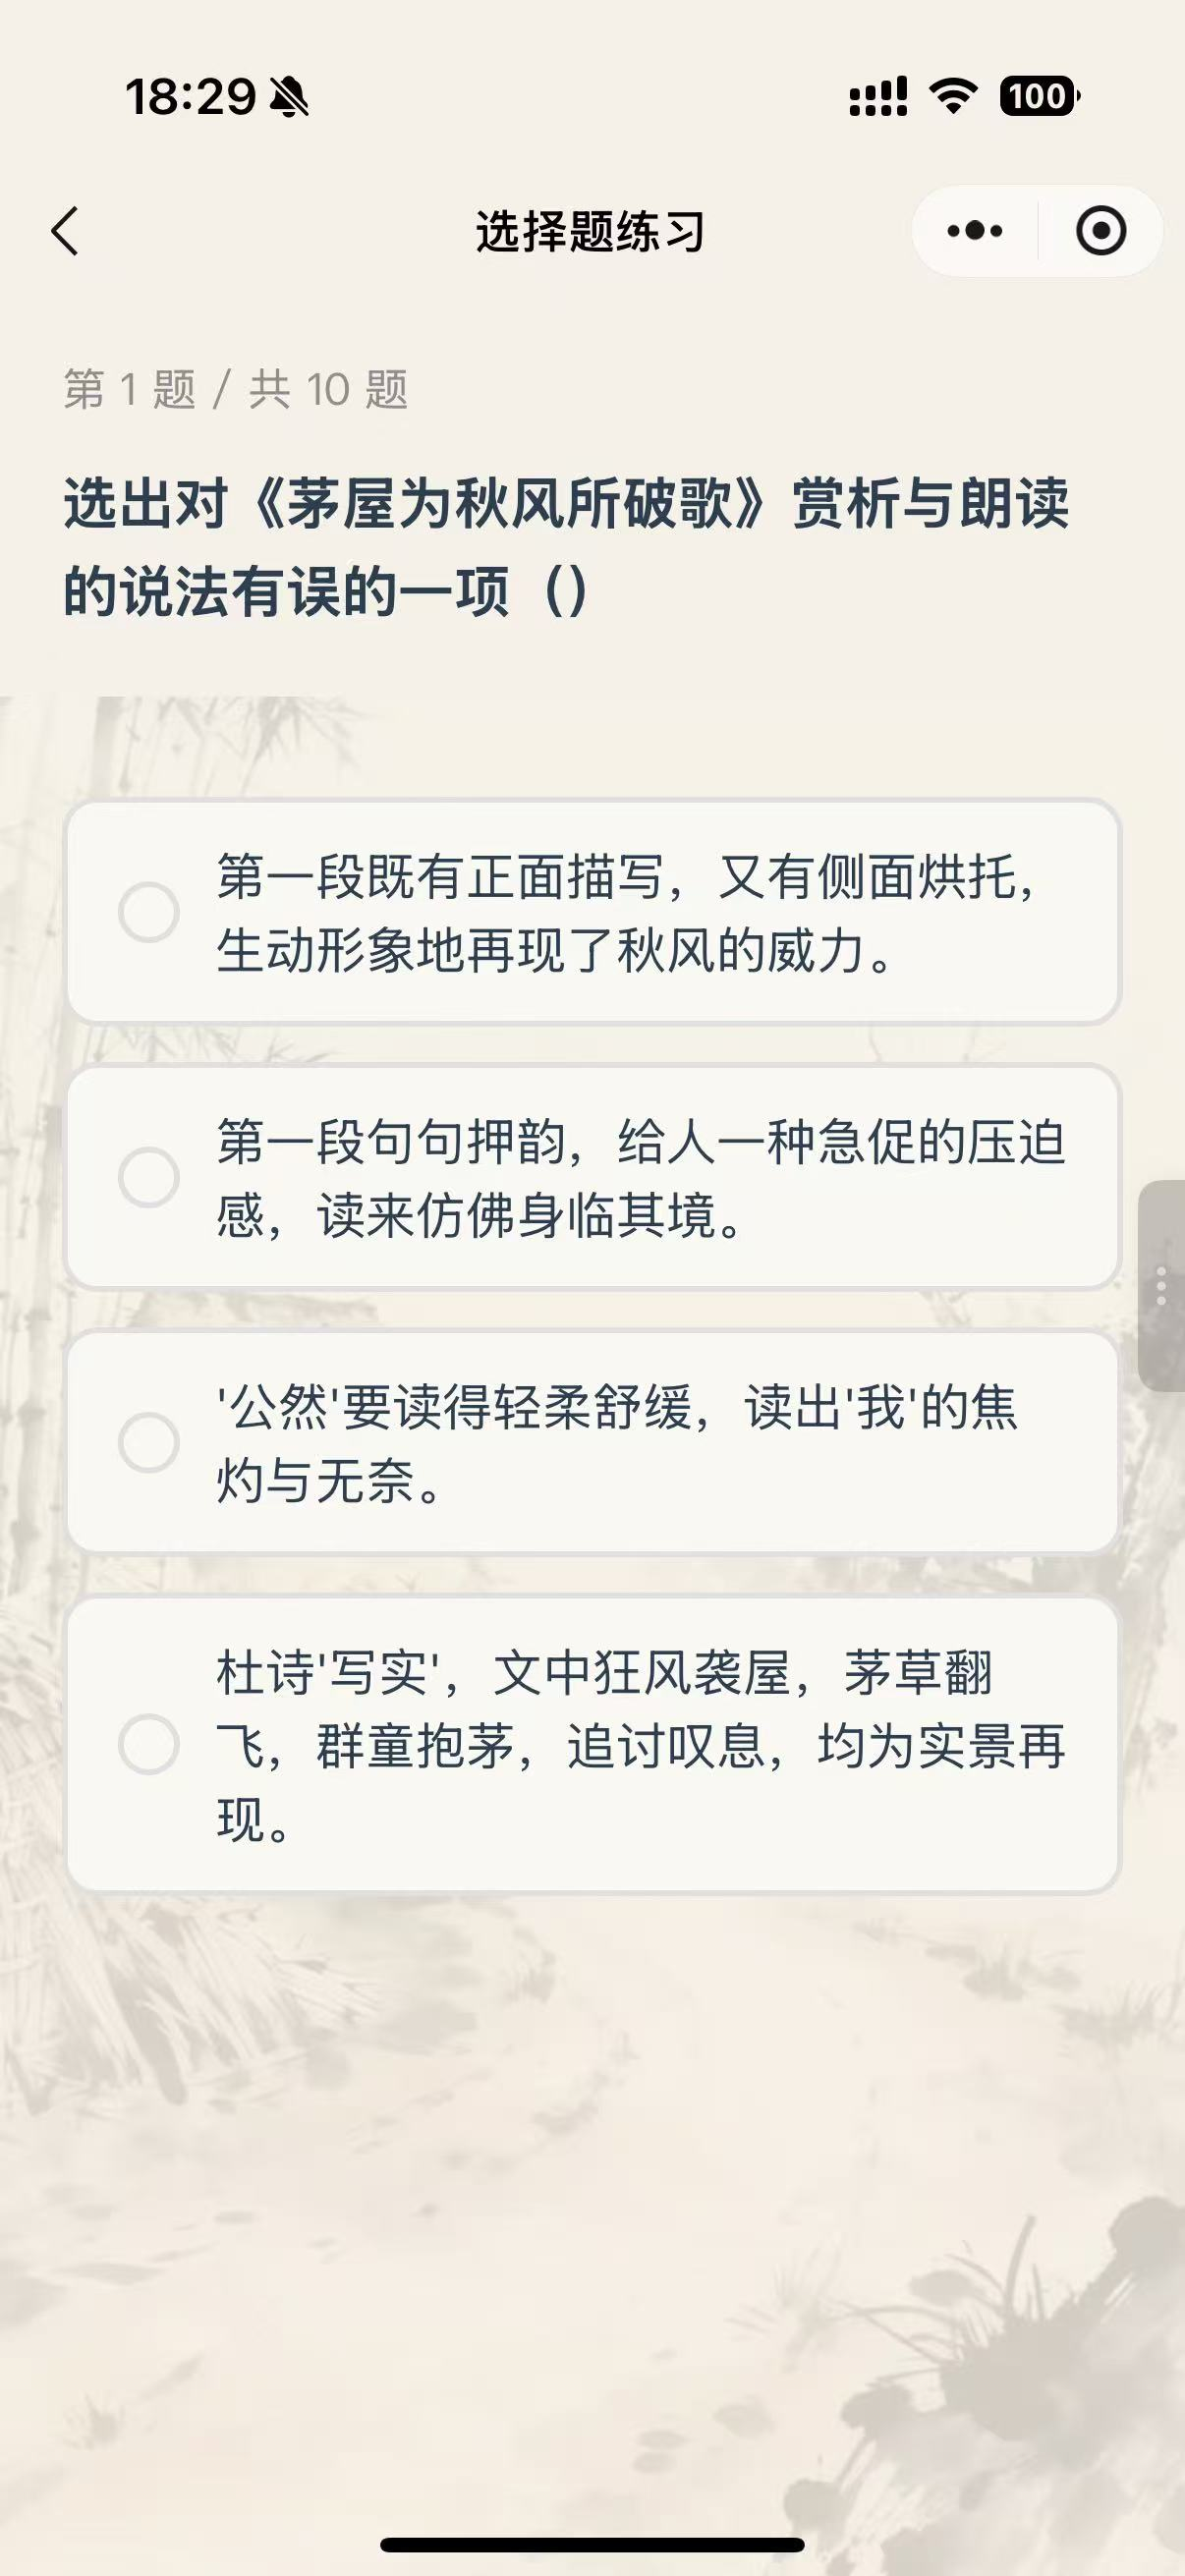 18:29
100
选择题练习
第 1 题 / 共 10 题
选出对《茅屋为秋风所破歌》赏析与朗读
的说法有误的一项（）
第一段既有正面描写，又有侧面烘托，
生动形象地再现了秋风的威力。
第一段句句押韵，给人一种急促的压迫
感，读来仿佛身临其境。
'公然'要读得轻柔舒缓，读出'我'的焦
灼与无奈。
杜诗'写实'，文中狂风袭屋，茅草翻
飞，群童抱茅，追讨叹息，均为实景再
现。